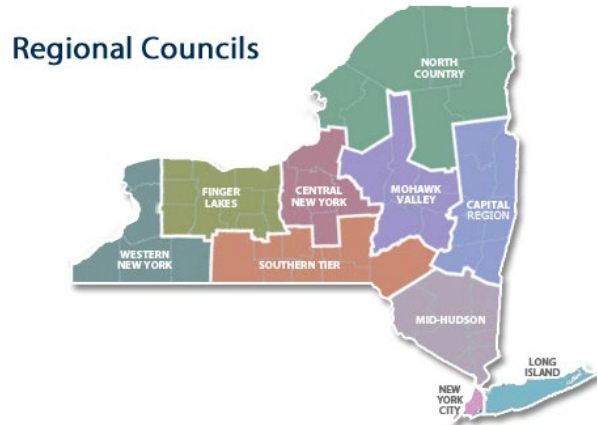 Regional Councils
NORTH
COUNTRY
FINGER
LAKES
CENTRAL
NEW YORK
MOHAWK
VALLEY
CAPITAL
REGION
WESTERN
NEW YORK
SOUTHERN TIER
MID-HUDSON
LONG
ISLAND
NEW
YORK
CITY